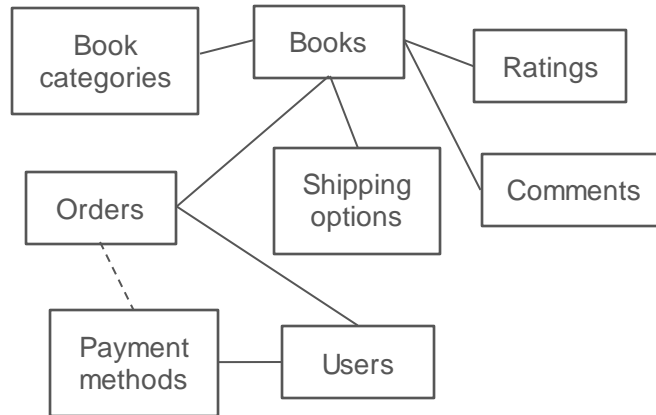 Book
categories
Books
Ratings
Orders
Shipping
options
Comments
Payment
methods
Users